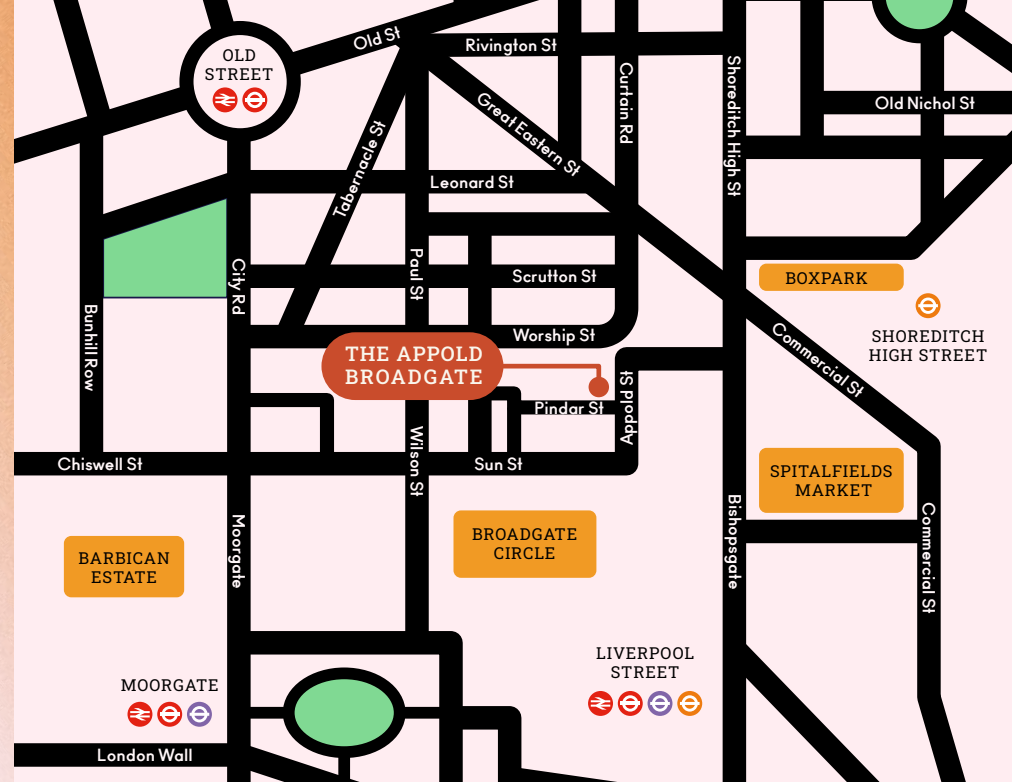 Old St
Rivington St
OLD
STREET
Shoreditch High St
Curtain Rd
Great Eastern St
Old Nichol St
Tabernacle St
Leonard St
City Rd
Paul St
Scrutton St
BOXPARK
Bunhill Row
Worship St
SHOREDITCH
HIGH STREET
Commercial St
THE APPOLD
BROADGATE
Appold St
Pindar St
Chiswell St
Wilson St
Sun St
SPITALFIELDS
MARKET
Moorgate
Bishopsgate
Commercial St
BROADGATE
CIRCLE
BARBICAN
ESTATE
LIVERPOOL
STREET
MOORGATE
London Wall